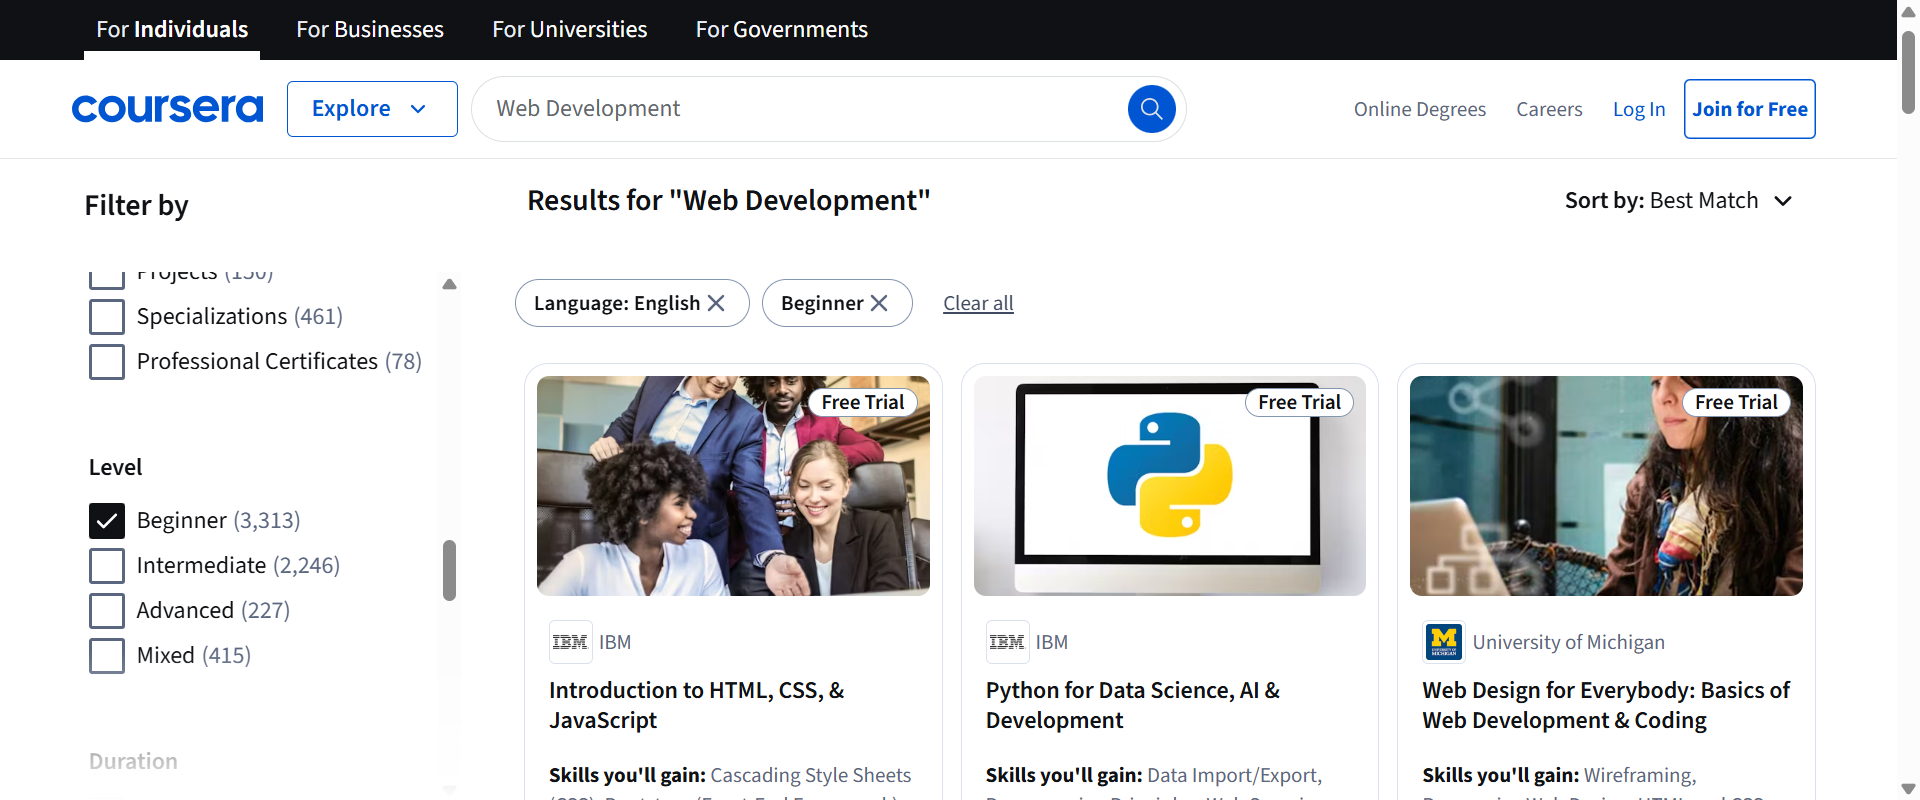 For Individuals
For Businesses
For Universities
For Governments
coursera
Explore
Web Development
Online Degrees
Careers
Log In
Join for Free
Filter by
Projects (150)
Specializations (461)
Professional Certificates (78)
Level
Beginner (3,313)
Intermediate (2,246)
Advanced (227)
Mixed (415)
Duration
Results for "Web Development"
Sort by: Best Match
Language: English
Beginner
Clear all
Free Trial
IBM
IBM
Introduction to HTML, CSS, &
JavaScript
Skills you'll gain: Cascading Style Sheets
Free Trial
IBM
IBM
Python for Data Science, AI &
Development
Skills you'll gain: Data Import/Export,
Free Trial
M
UNIVERSITY OF
MICHIGAN
University of Michigan
Web Design for Everybody: Basics of
Web Development & Coding
Skills you'll gain: Wireframing,